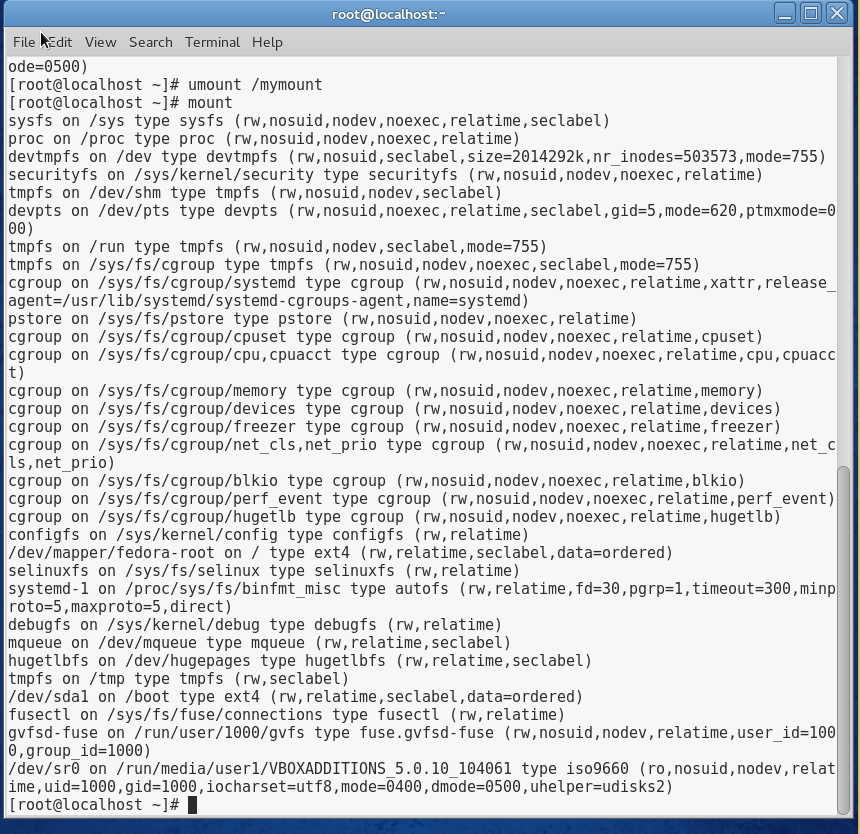 root@localhost:~
File Edit View Search Terminal Help
ode=0500)
[root@localhost ~]# umount /mymount
[root@localhost ~]# mount
sysfs on /sys type sysfs (rw,nosuid,nodev,noexec,relatime,seclabel)
proc on /proc type proc (rw,nosuid,nodev,noexec,relatime)
devtmpfs on /dev type devtmpfs (rw,nosuid,seclabel,size=2014292k,nr_inodes=503573,mode=755)
securityfs on /sys/kernel/security type securityfs (rw,nosuid,nodev,noexec,relatime)
tmpfs on /dev/shm type tmpfs (rw,nosuid,nodev,seclabel)
devpts on /dev/pts type devpts (rw,nosuid,noexec,relatime,seclabel,gid=5,mode=620,ptmxmode=0
00)
tmpfs on /run type tmpfs (rw,nosuid,nodev,seclabel,mode=755)
tmpfs on /sys/fs/cgroup type tmpfs (rw,nosuid,nodev,noexec,seclabel,mode=755)
cgroup on /sys/fs/cgroup/systemd type cgroup (rw,nosuid,nodev,noexec,relatime,xattr,release_
agent=/usr/lib/systemd/systemd-cgroups-agent,name=systemd)
pstore on /sys/fs/pstore type pstore (rw,nosuid,nodev,noexec,relatime)
cgroup on /sys/fs/cgroup/cpuset type cgroup (rw,nosuid,nodev,noexec,relatime,cpuset)
cgroup on /sys/fs/cgroup/cpu,cpuacct type cgroup (rw,nosuid,nodev,noexec,relatime,cpu,cpuacc
t)
cgroup on /sys/fs/cgroup/memory type cgroup (rw,nosuid,nodev,noexec,relatime,memory)
cgroup on /sys/fs/cgroup/devices type cgroup (rw,nosuid,nodev,noexec,relatime,devices)
cgroup on /sys/fs/cgroup/freezer type cgroup (rw,nosuid,nodev,noexec,relatime,freezer)
cgroup on /sys/fs/cgroup/net_cls,net_prio type cgroup (rw,nosuid,nodev,noexec,relatime,net_c
ls,net_prio)
cgroup on /sys/fs/cgroup/blkio type cgroup (rw,nosuid,nodev,noexec,relatime,blkio)
cgroup on /sys/fs/cgroup/perf_event type cgroup (rw,nosuid,nodev,noexec,relatime,perf_event)
cgroup on /sys/fs/cgroup/hugetlb type cgroup (rw,nosuid,nodev,noexec,relatime,hugetlb)
configfs on /sys/kernel/config type configfs (rw,relatime)
/dev/mapper/fedora-root on / type ext4 (rw,relatime,seclabel,data=ordered)
selinuxfs on /sys/fs/selinux type selinuxfs (rw,relatime)
systemd-1 on /proc/sys/fs/binfmt_misc type autofs (rw,relatime,fd=30,pgrp=1,timeout=300,minp
roto=5,maxproto=5,direct)
debugfs on /sys/kernel/debug type debugfs (rw,relatime)
mqueue on /dev/mqueue type mqueue (rw,relatime,seclabel)
hugetlbfs on /dev/hugepages type hugetlbfs (rw,relatime,seclabel)
tmpfs on /tmp type tmpfs (rw,seclabel)
/dev/sda1 on /boot type ext4 (rw,relatime,seclabel,data=ordered)
fusectl on /sys/fs/fuse/connections type fusectl (rw,relatime)
gvfsd-fuse on /run/user/1000/gvfs type fuse.gvfsd-fuse (rw,nosuid,nodev,relatime,user_id=100
0,group_id=1000)
/dev/sr0 on /run/media/user1/VBOXADDITIONS_5.0.10_104061 type iso9660 (ro,nosuid,nodev,relat
ime,uid=1000,gid=1000,iocharset=utf8,mode=0400,dmode=0500,uhelper=udisks2)
[root@localhost ~]#